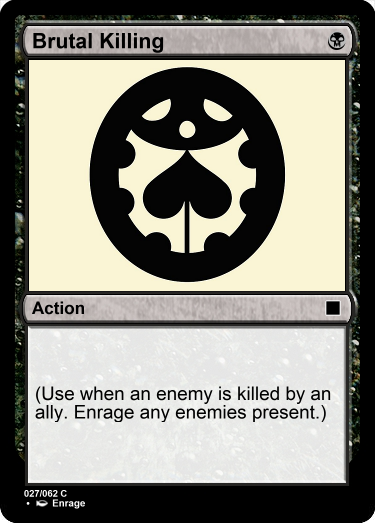 Brutal Killing
Action
(Use when an enemy is killed by an
ally. Enrage any enemies present.)
027/062 C
• Enrage